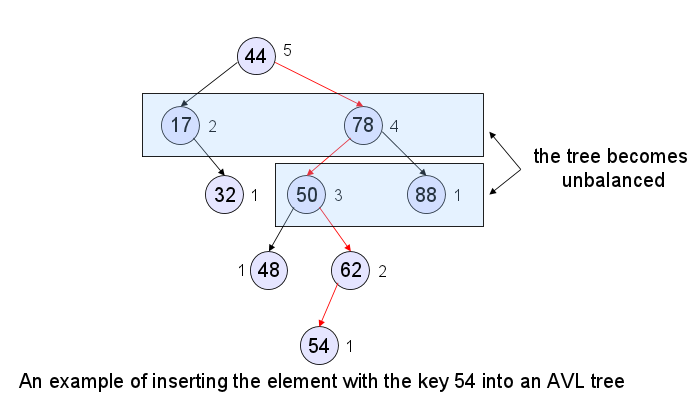 44 5
17 2 78 4
the tree becomes
unbalanced
32 1 50 3 88 1
1 48 62 2
54 1
An example of inserting the element with the key 54 into an AVL tree